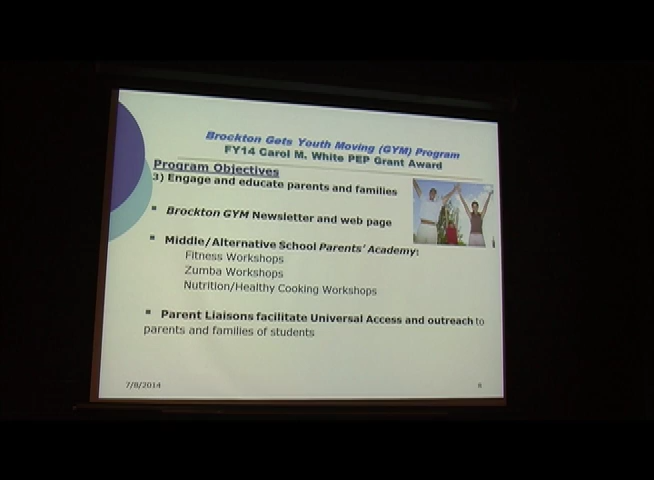 Brockton Gets Youth Moving (GYM) Program
FY14 Carol M. White PEP Grant Award
Program Objectives
3) Engage and educate parents and families
▪ Brockton GYM Newsletter and web page
▪ Middle/Alternative School Parents' Academy:
Fitness Workshops
Zumba Workshops
Nutrition/Healthy Cooking Workshops
▪ Parent Liaisons facilitate Universal Access and outreach to
parents and families of students
7/8/2014
8